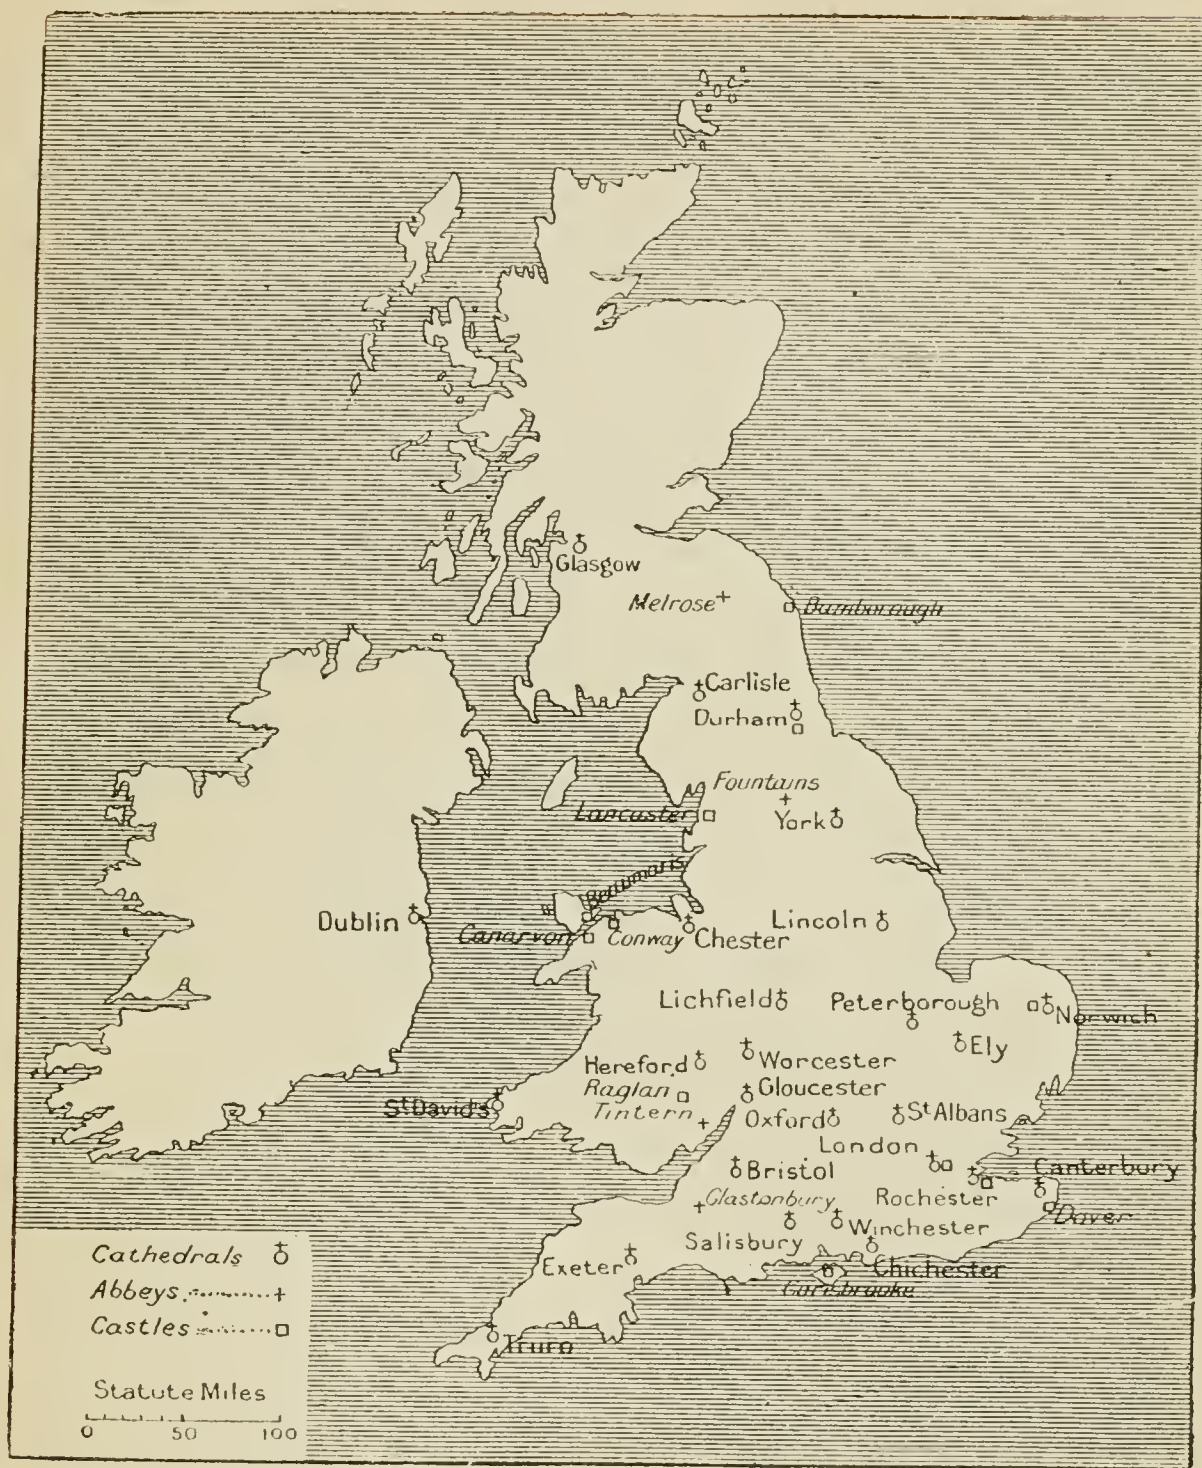 Glasgow
Melrose
Bamborough
Carlisle
Durham
Fountains
Lancaster
York
Beaumaris
Dublin
Canarvon
Conway
Chester
Lincoln
Lichfield
Peterborough
Norwich
Ely
Hereford
Worcester
Raglan
Gloucester
St David's
Tintern
Oxford
St Albans
London
Bristol
Canterbury
Glastonbury
Rochester
Dover
Salisbury
Winchester
Exeter
Chichester
Carisbrooke
Truro
Cathedrals
Abbeys
Castles
Statute Miles
0 50 100